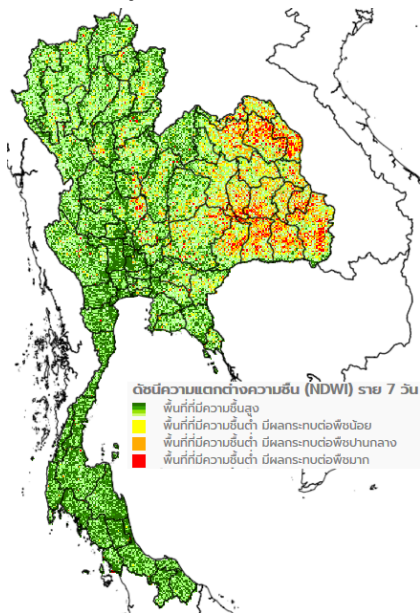 ดัชนีความแตกต่างความชื้น (NDWI) ราย 7 วัน
พื้นที่ที่มีความชื้นสูง
พื้นที่ที่มีความชื้นต่ำ มีผลกระทบต่อพืชน้อย
พื้นที่ที่มีความชื้นต่ำ มีผลกระทบต่อพืชปานกลาง
พื้นที่ที่มีความชื้นต่ำ มีผลกระทบต่อพืชมาก